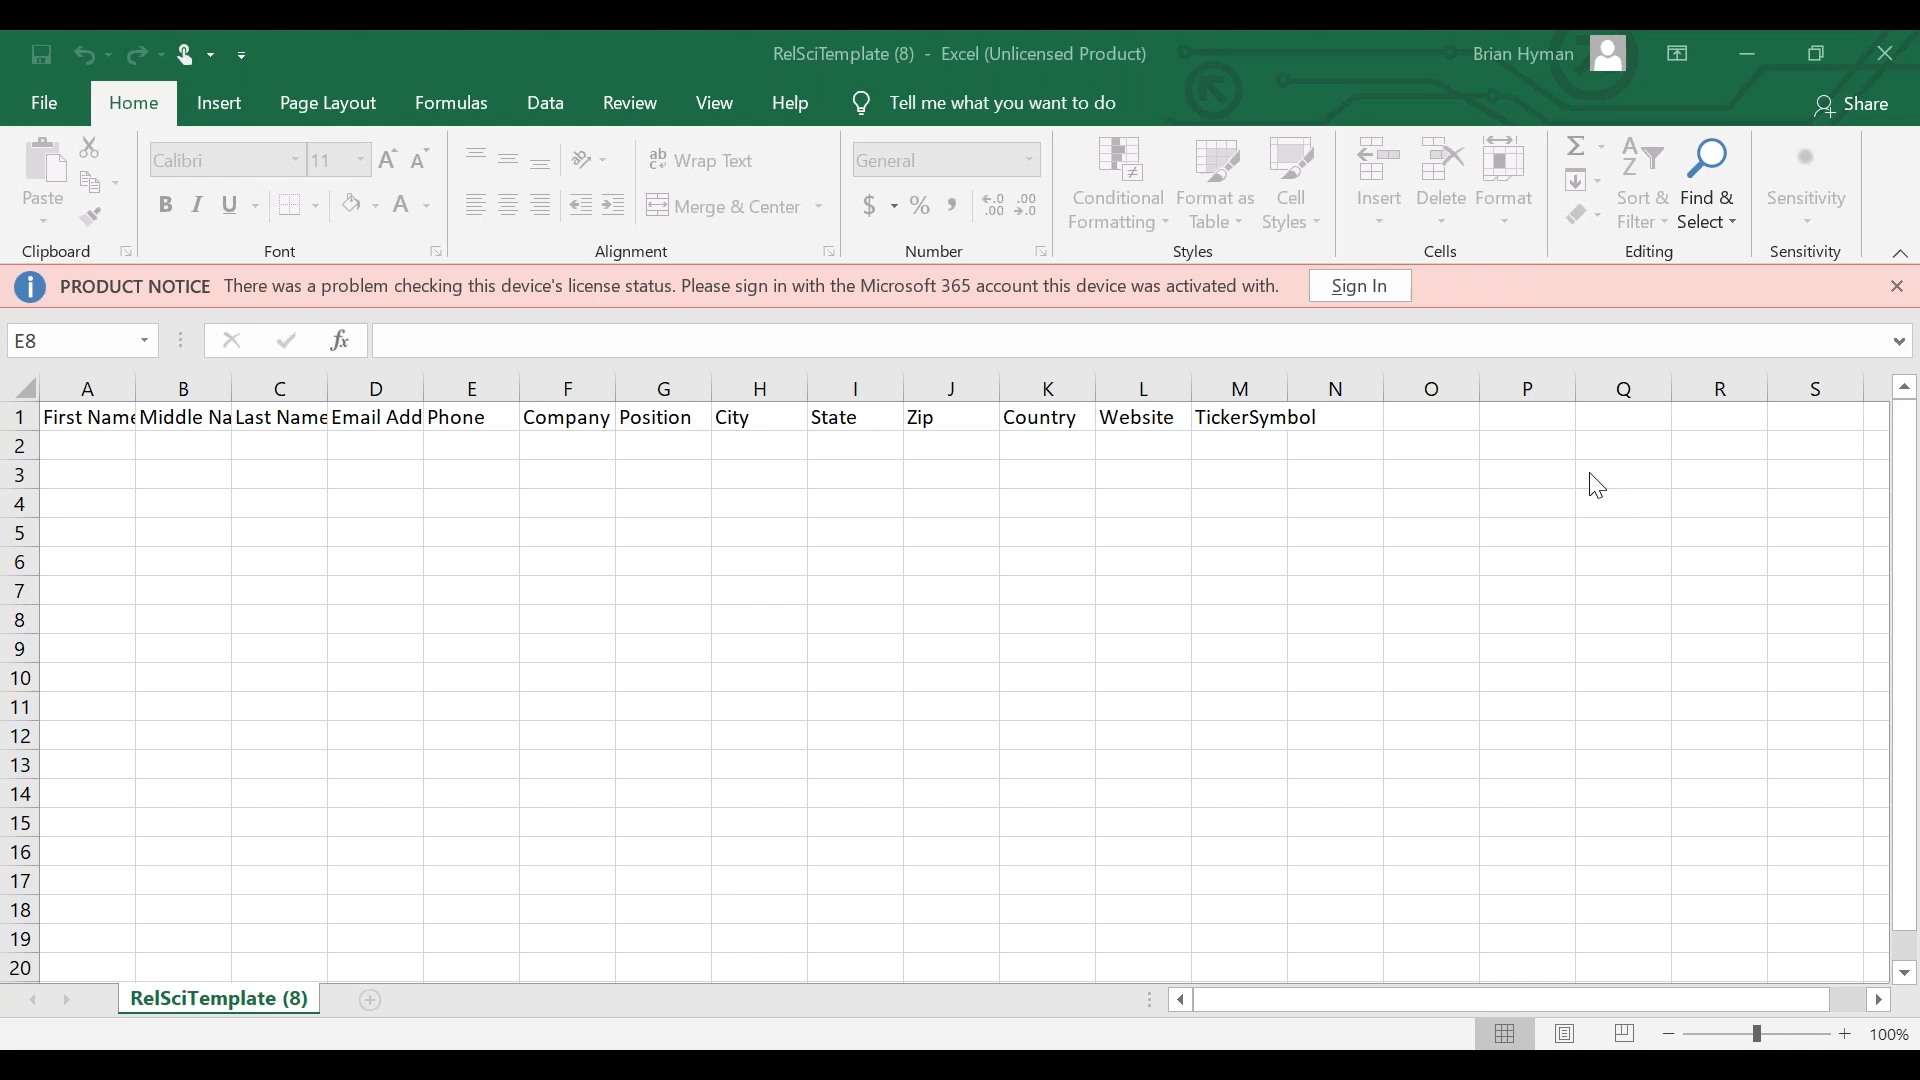 RelSciTemplate (8) - Excel (Unlicensed Product)
Brian Hyman
File Home Insert Page Layout Formulas Data Review View Help Tell me what you want to do
Share
Paste
Clipboard
Calibri 11
A A
B I U A
Font
ab Wrap Text
Merge & Center
Alignment
General
$ % ,
Number
Conditional Formatting
Format as Table
Cell Styles
Styles
Insert Delete Format
Cells
Sort & Filter
Find & Select
Editing
Sensitivity
Sensitivity
PRODUCT NOTICE There was a problem checking this device's license status. Please sign in with the Microsoft 365 account this device was activated with.
Sign In
E8
fx
A B C D E F G H I J K L M N O P Q R S
1 First Name Middle Na Last Name Email Add Phone Company Position City State Zip Country Website TickerSymbol
2
3
4
5
6
7
8
9
10
11
12
13
14
15
16
17
18
19
20
RelSciTemplate (8)
100%